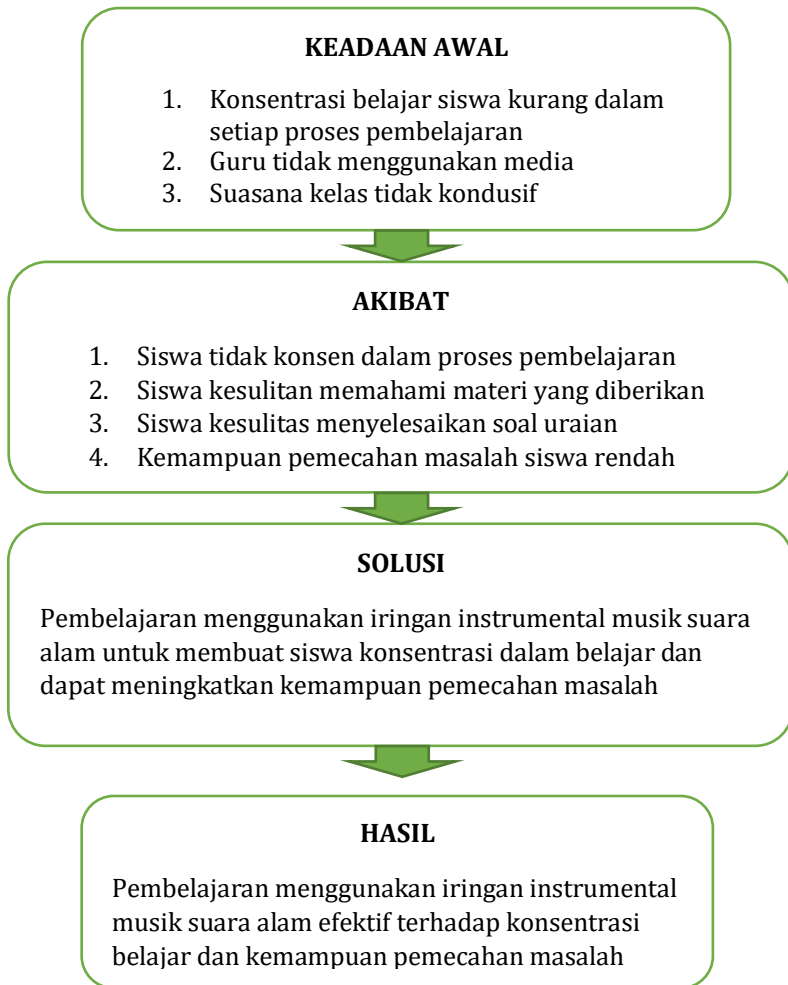 KEADAAN AWAL
1. Konsentrasi belajar siswa kurang dalam
setiap proses pembelajaran
2. Guru tidak menggunakan media
3. Suasana kelas tidak kondusif
AKIBAT
1. Siswa tidak konsen dalam proses pembelajaran
2. Siswa kesulitan memahami materi yang diberikan
3. Siswa kesulitas menyelesaikan soal uraian
4. Kemampuan pemecahan masalah siswa rendah
SOLUSI
Pembelajaran menggunakan iringan instrumental musik suara
alam untuk membuat siswa konsentrasi dalam belajar dan
dapat meningkatkan kemampuan pemecahan masalah
HASIL
Pembelajaran menggunakan iringan instrumental
musik suara alam efektif terhadap konsentrasi
belajar dan kemampuan pemecahan masalah